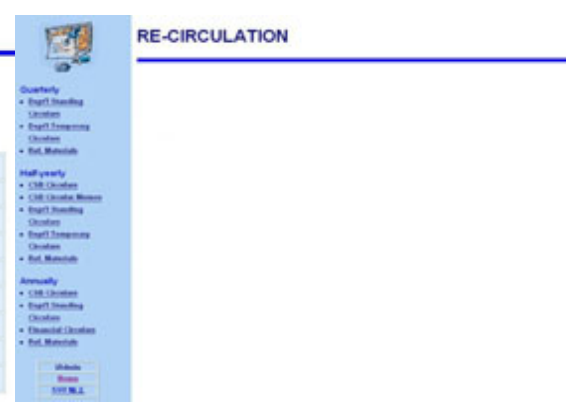 RE-CIRCULATION
Quarterly
Dept'l Standing
Circulars
Dept'l Temporary
Circulars
Ref. Materials
Half-yearly
CSB Circulars
CSB Circular Memos
Dept'l Standing
Circulars
Dept'l Temporary
Circulars
Ref. Materials
Annually
CSB Circulars
Dept'l Standing
Circulars
Financial Circulars
Ref. Materials
Home